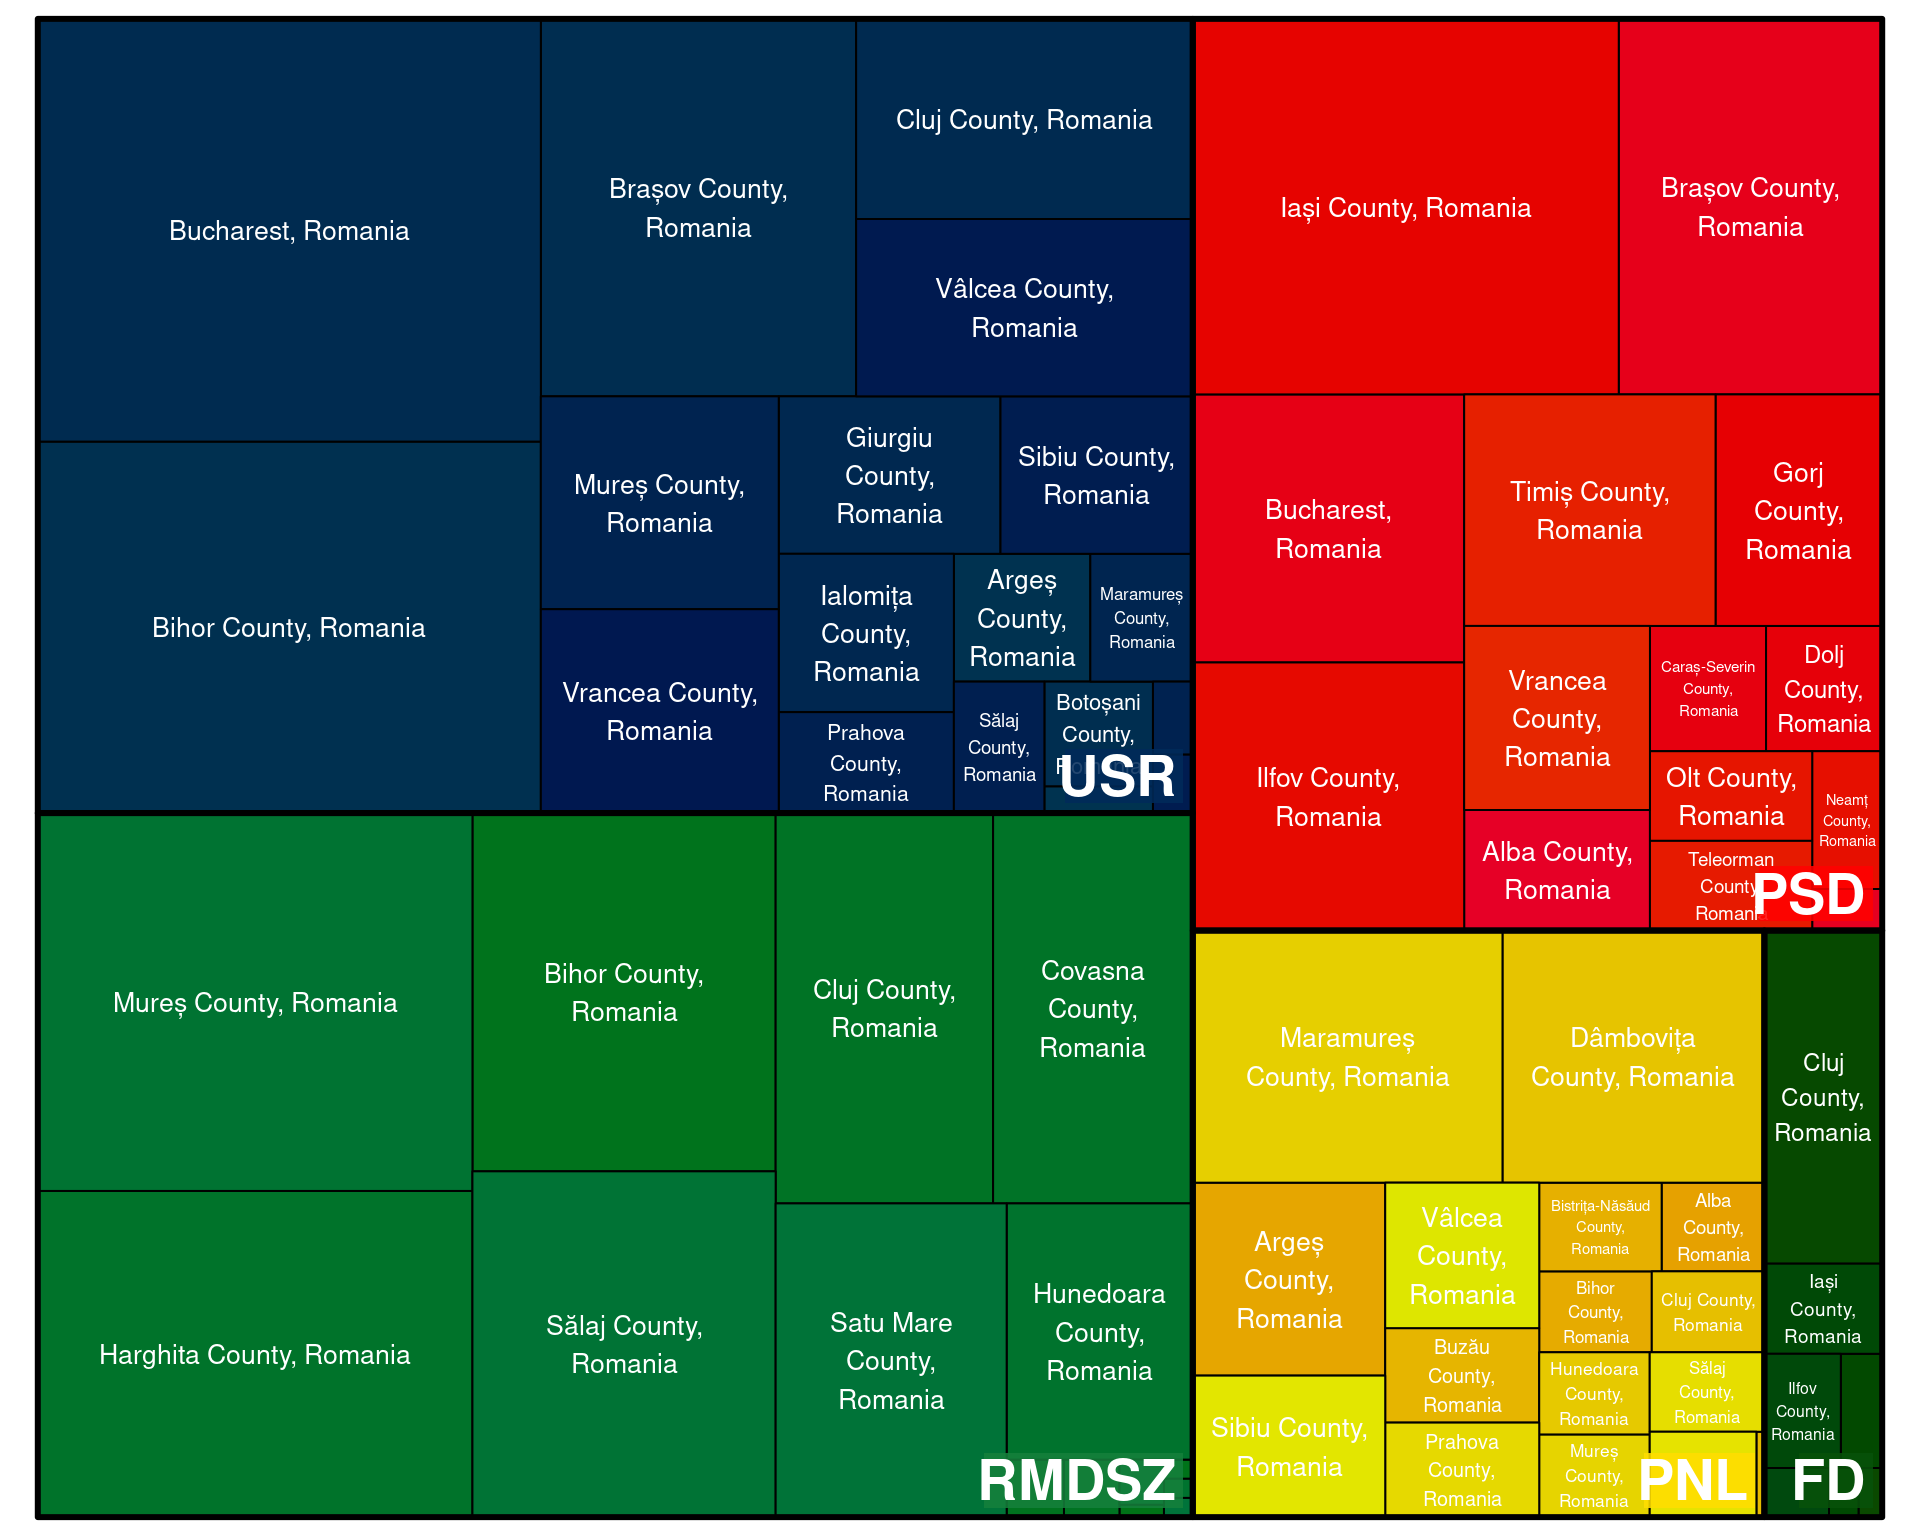 Bucharest, Romania
Brașov County,
Romania
Cluj County, Romania
Vâlcea County,
Romania
Bihor County, Romania
Mureș County,
Romania
Giurgiu
County,
Romania
Sibiu County,
Romania
Vrancea County,
Romania
Ialomița
County,
Romania
Argeș
County,
Romania
Maramureș
County,
Romania
Prahova
County,
Romania
Sălaj
County,
Romania
Botoșani
County,
USR
Iași County, Romania
Brașov County,
Romania
Bucharest,
Romania
Timiș County,
Romania
Gorj
County,
Romania
Ilfov County,
Romania
Vrancea
County,
Romania
Caraș-Severin
County,
Romania
Dolj
County,
Romania
Olt County,
Romania
Neamț
County,
Romania
Alba County,
Romania
Teleorman
County
Romani
PSD
Mureș County, Romania
Bihor County,
Romania
Cluj County,
Romania
Covasna
County,
Romania
Harghita County, Romania
Sălaj County,
Romania
Satu Mare
County,
Romania
Hunedoara
County,
Romania
RMDSZ
Maramureș
County, Romania
Dâmbovița
County, Romania
Argeș
County,
Romania
Vâlcea
County,
Romania
Bistrița-Năsăud
County,
Romania
Alba
County,
Romania
Bihor
County,
Romania
Cluj County,
Romania
Buzău
County,
Romania
Hunedoara
County,
Romania
Sălaj
County,
Romania
Sibiu County,
Romania
Prahova
County,
Romania
Mureș
County,
Romania
PNL
Cluj
County,
Romania
Iași
County,
Romania
Ilfov
County,
Romania
FD